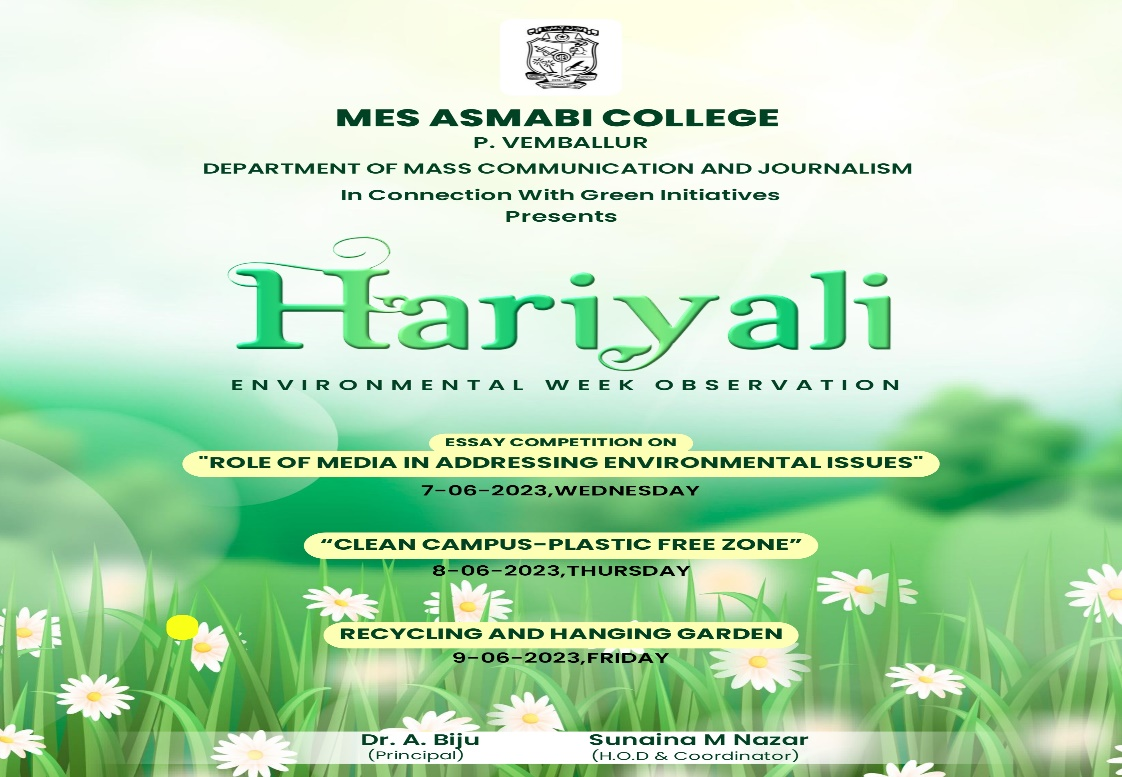 MES ASMABI COLLEGE
P. VEMBALLUR
DEPARTMENT OF MASS COMMUNICATION AND JOURNALISM
In Connection With Green Initiatives
Presents
Hariyali
ENVIRONMENTAL WEEK OBSERVATION
ESSAY COMPETITION ON
"ROLE OF MEDIA IN ADDRESSING ENVIRONMENTAL ISSUES"
7-06-2023,WEDNESDAY
“CLEAN CAMPUS-PLASTIC FREE ZONE”
8-06-2023,THURSDAY
RECYCLING AND HANGING GARDEN
9-06-2023,FRIDAY
Dr. A. Biju Sunaina M Nazar
(Principal) (H.O.D & Coordinator)